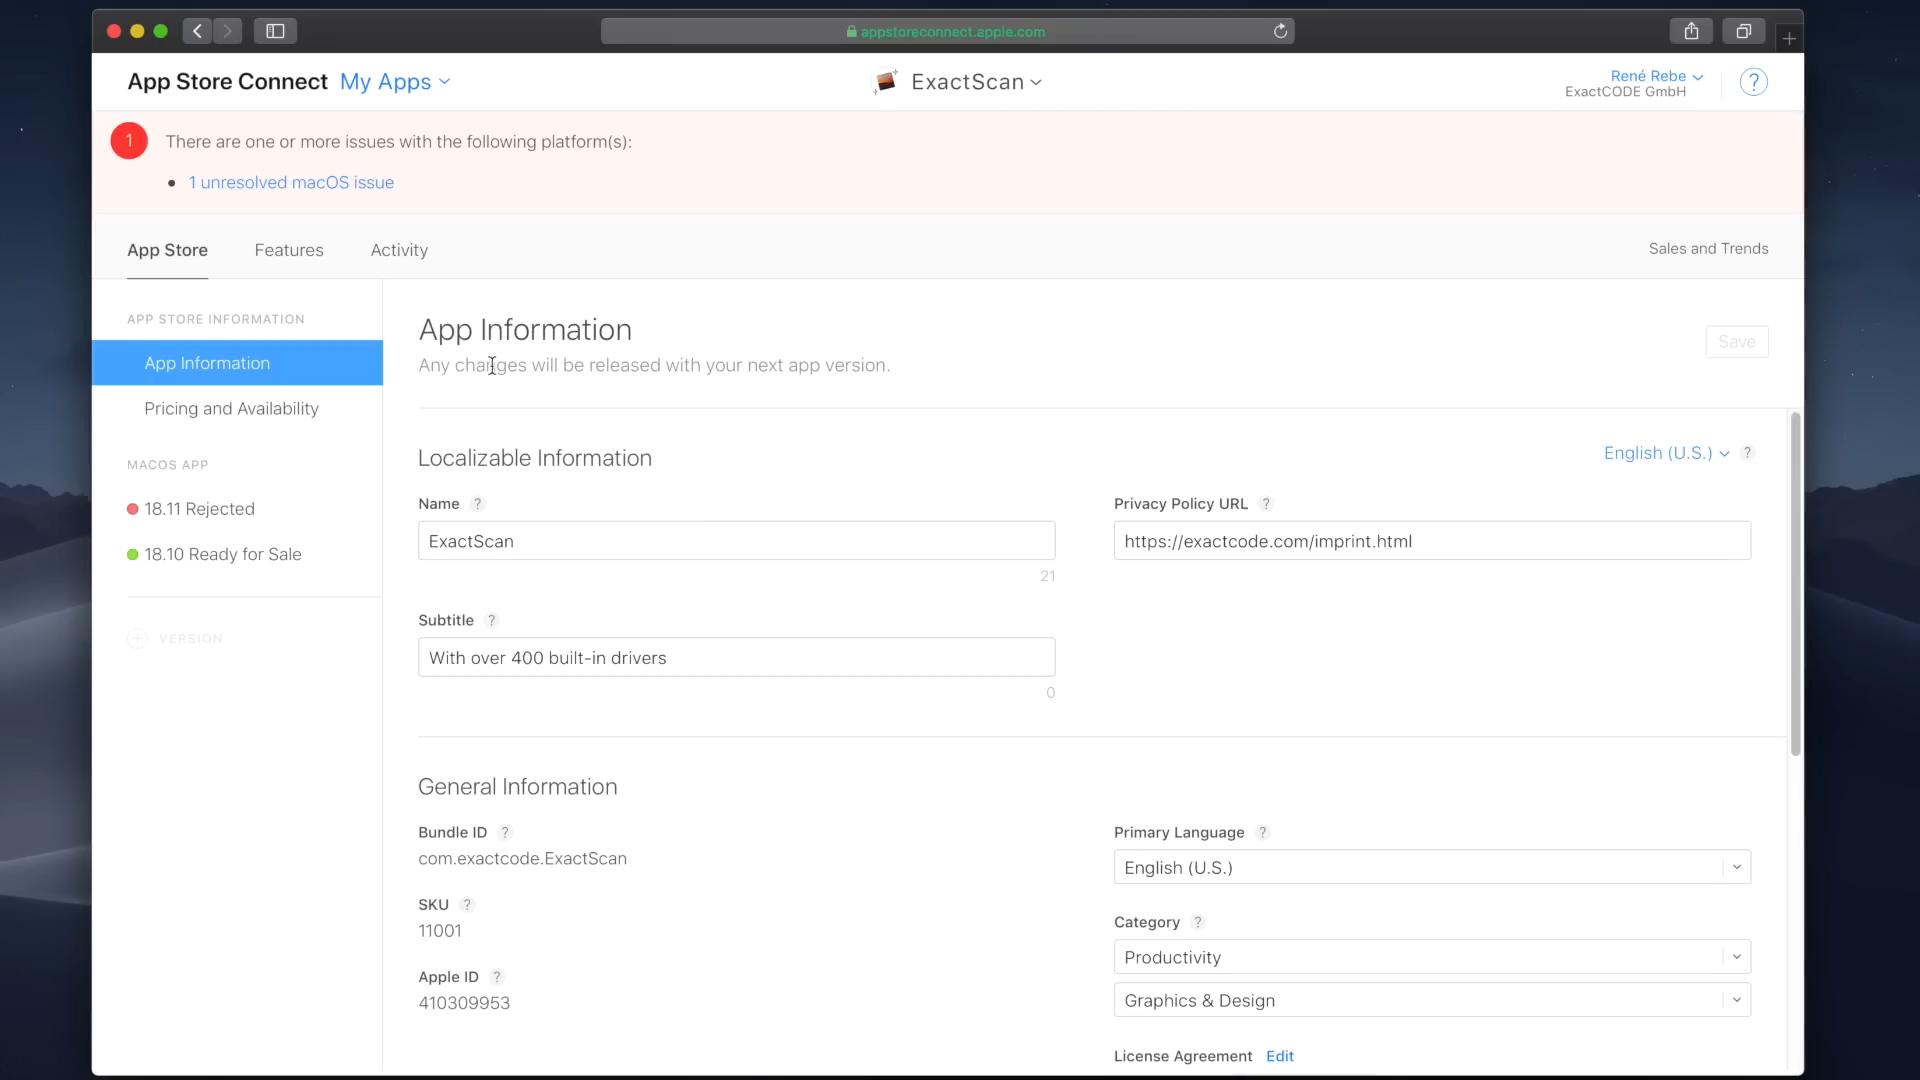 appstoreconnect.apple.com
App Store Connect My Apps
ExactScan
René Rebe
ExactCODE GmbH
?
1
There are one or more issues with the following platform(s):
• 1 unresolved macOS issue
App Store Features Activity
Sales and Trends
APP STORE INFORMATION
App Information
Pricing and Availability
MACOS APP
18.11 Rejected
18.10 Ready for Sale
VERSION
App Information
Any changes will be released with your next app version.
Save
Localizable Information
English (U.S.) ?
Name ?
ExactScan
21
Privacy Policy URL ?
https://exactcode.com/imprint.html
Subtitle ?
With over 400 built-in drivers
0
General Information
Bundle ID ?
com.exactcode.ExactScan
SKU ?
11001
Apple ID ?
410309953
Primary Language ?
English (U.S.)
Category ?
Productivity
Graphics & Design
License Agreement Edit